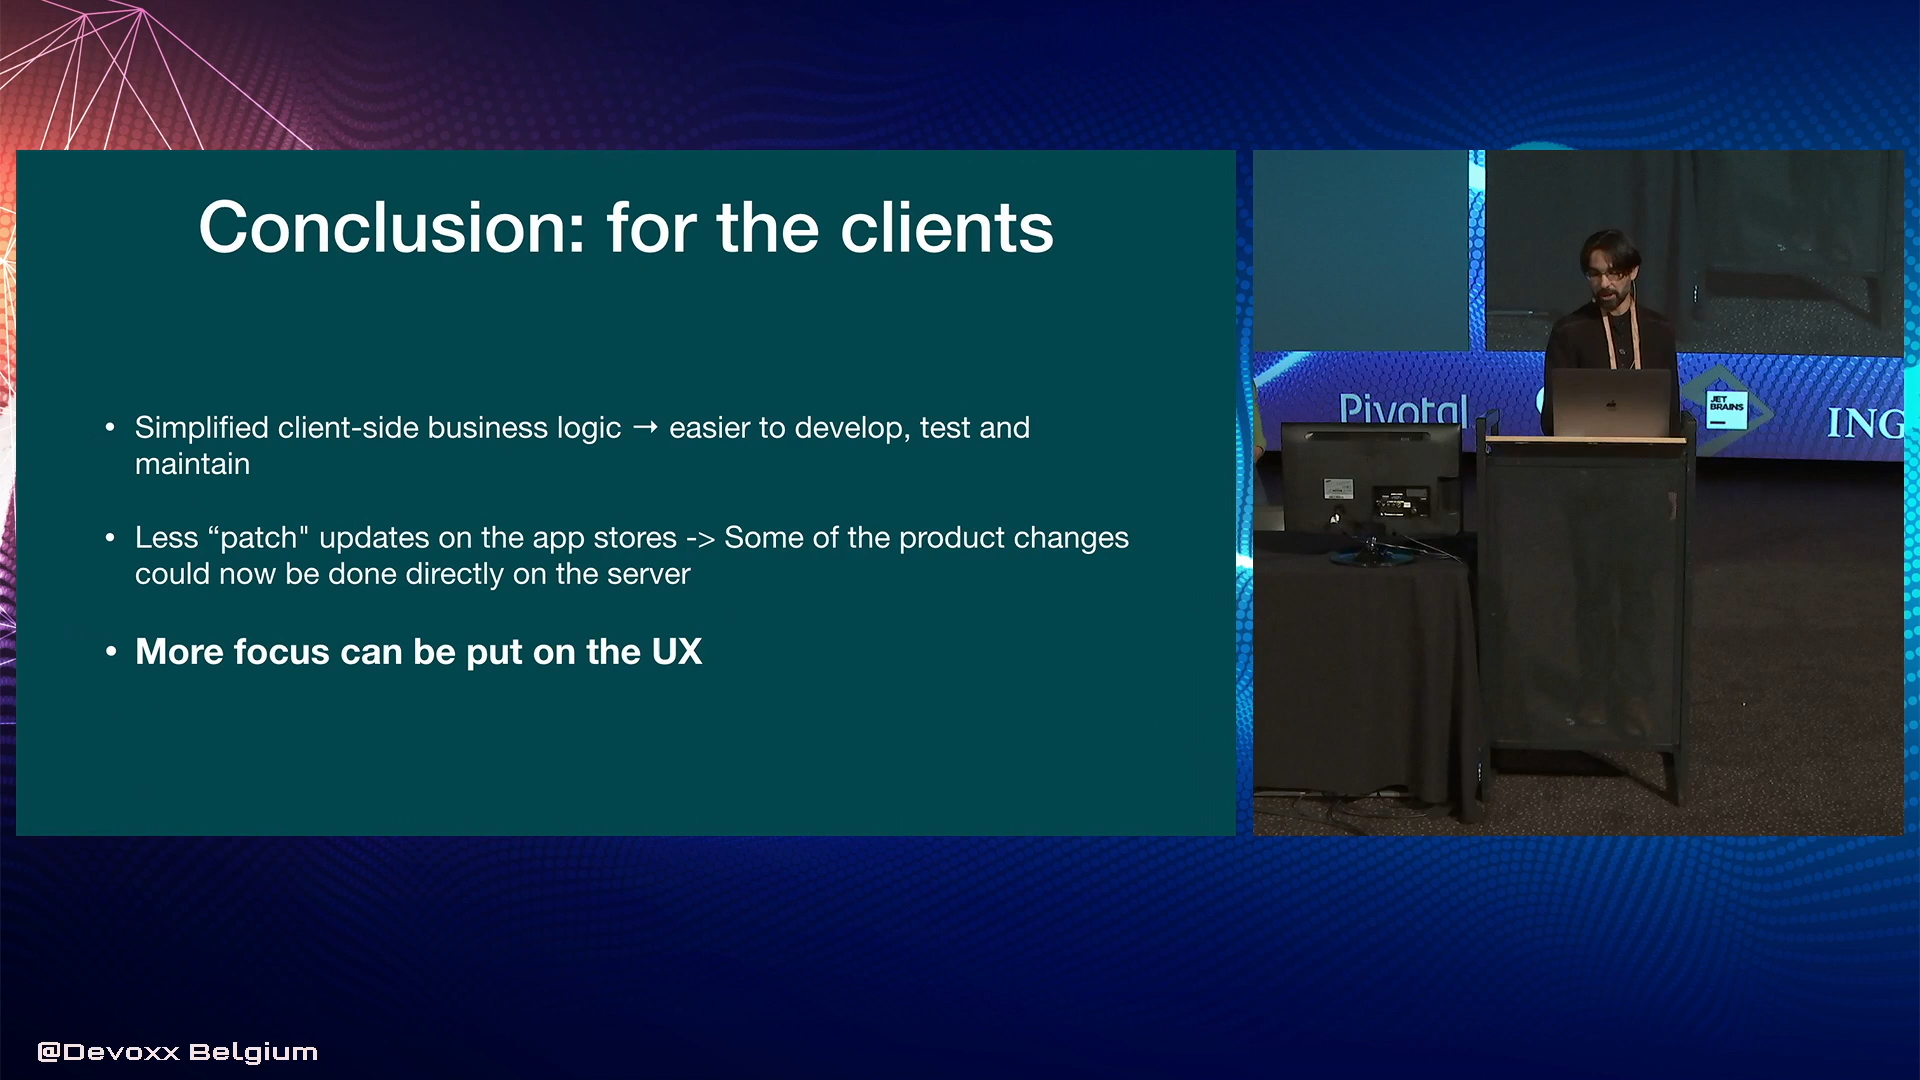 Conclusion: for the clients
• Simplified client-side business logic → easier to develop, test and
maintain
• Less “patch" updates on the app stores -> Some of the product changes
could now be done directly on the server
• More focus can be put on the UX
Pivotal
JET
BRAINS
ING
@Devoxx Belgium